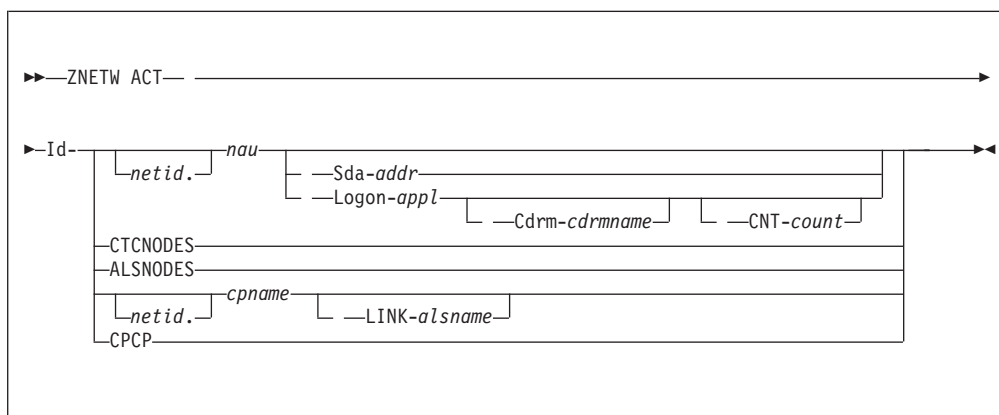 ZNETW ACT
Id- nau
netid.
Sda-addr
Logon-appl
Cdrm-cdrmname CNT-count
CTCNODES
ALSNODES
cpname
netid. LINK-alsname
CPCP